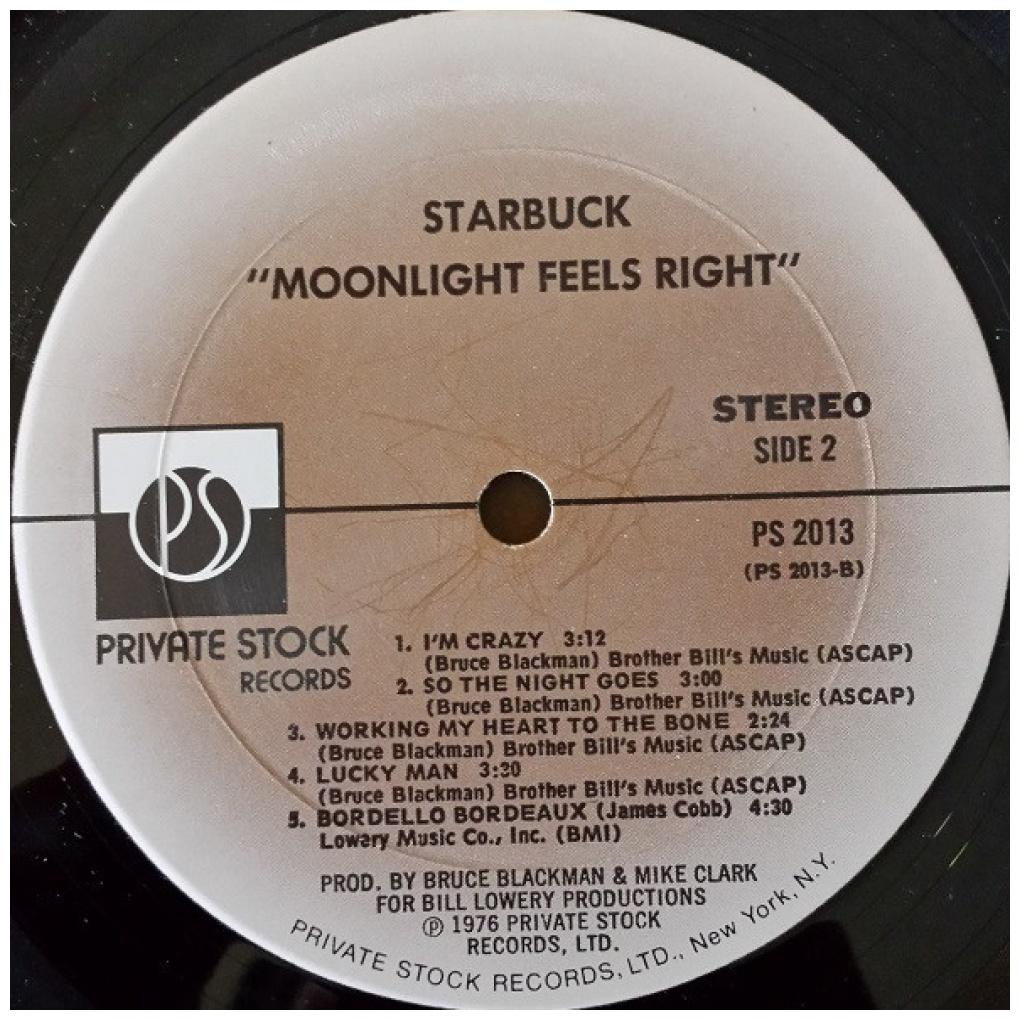 STARBUCK
"MOONLIGHT FEELS RIGHT"
STEREO
SIDE 2
PS
PRIVATE STOCK
RECORDS
PS 2013
(PS 2013-B)
1. I'M CRAZY 3:12
(Bruce Blackman) Brother Bill's Music (ASCAP)
2. SO THE NIGHT GOES 3:00
(Bruce Blackman) Brother Bill's Music (ASCAP)
3. WORKING MY HEART TO THE BONE 2:24
(Bruce Blackman) Brother Bill's Music (ASCAP)
4. LUCKY MAN 3:20
(Bruce Blackman) Brother Bill's Music (ASCAP)
5. BORDELLO BORDEAUX (James Cobb) 4:30
Lowery Music Co., Inc. (BMI)
PROD. BY BRUCE BLACKMAN & MIKE CLARK
FOR BILL LOWERY PRODUCTIONS
℗ 1976 PRIVATE STOCK
RECORDS, LTD.
PRIVATE STOCK RECORDS, LTD., New York, N.Y.